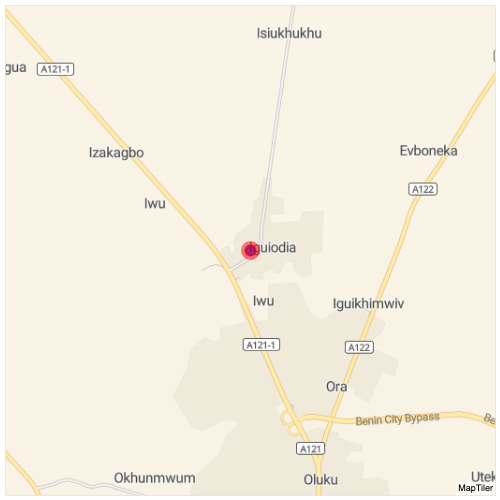 Isiukhukhu
gua
A121-1
Izakagbo
Evboneka
A122
Iwu
Iguiodia
Iwu
Iguikhimwiv
A121-1
A122
Ora
Benin City Bypass
Be
A121
Okhunmwum
Oluku
Utek
MapTiler